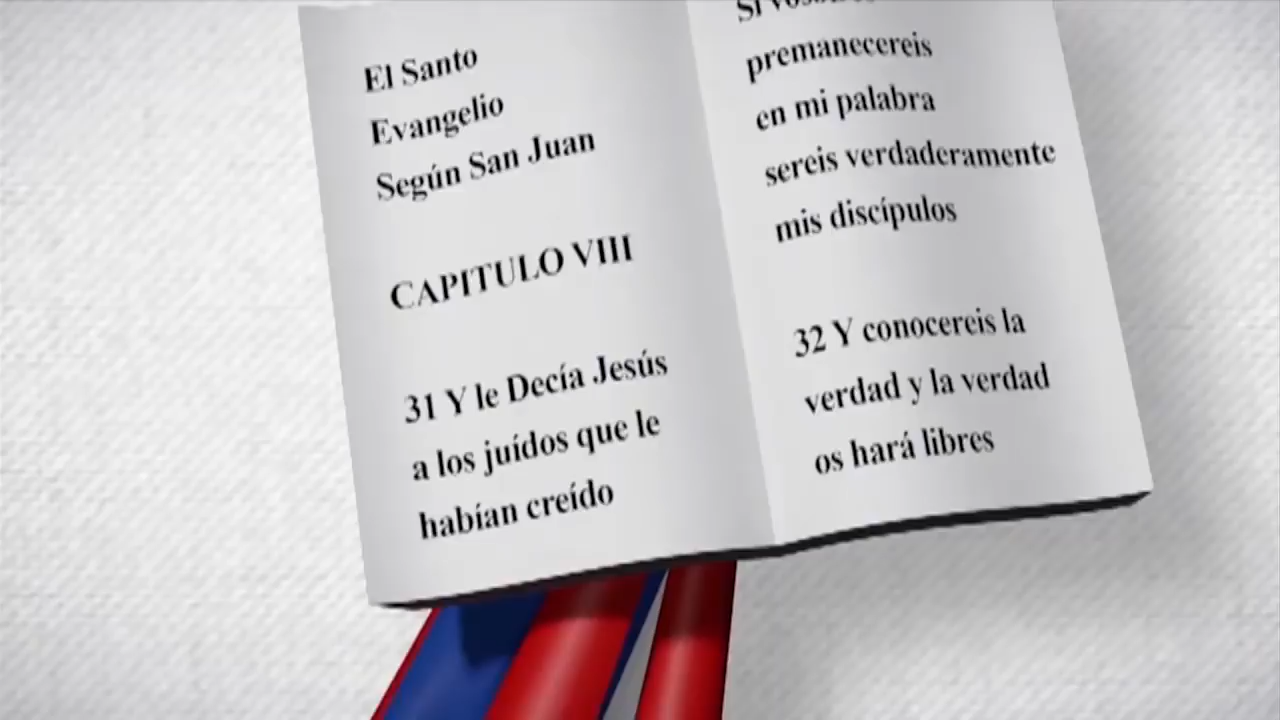 El Santo
Evangelio
Según San Juan
CAPITULO VIII
31 Y le Decía Jesús
a los juídos que le
habían creído
Si
premanecereis
en mi palabra
sereis verdaderamente
mis discípulos
32 Y conocereis la
verdad y la verdad
os hará libres